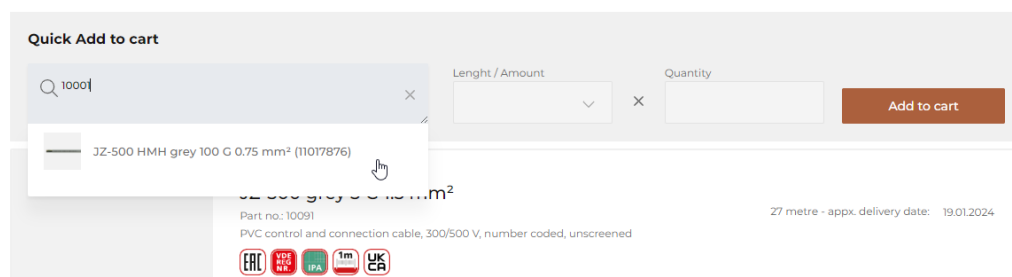 Quick Add to cart
Lenght / Amount
Quantity
10001
Add to cart
JZ-500 HMH grey 100 G 0.75 mm² (11017876)
Part no.: 10091
27 metre - appx. delivery date: 19.01.2024
PVC control and connection cable, 300/500 V, number coded, unscreened
EAC
VDE
REG
NR.
IPA
1m
UK
CA